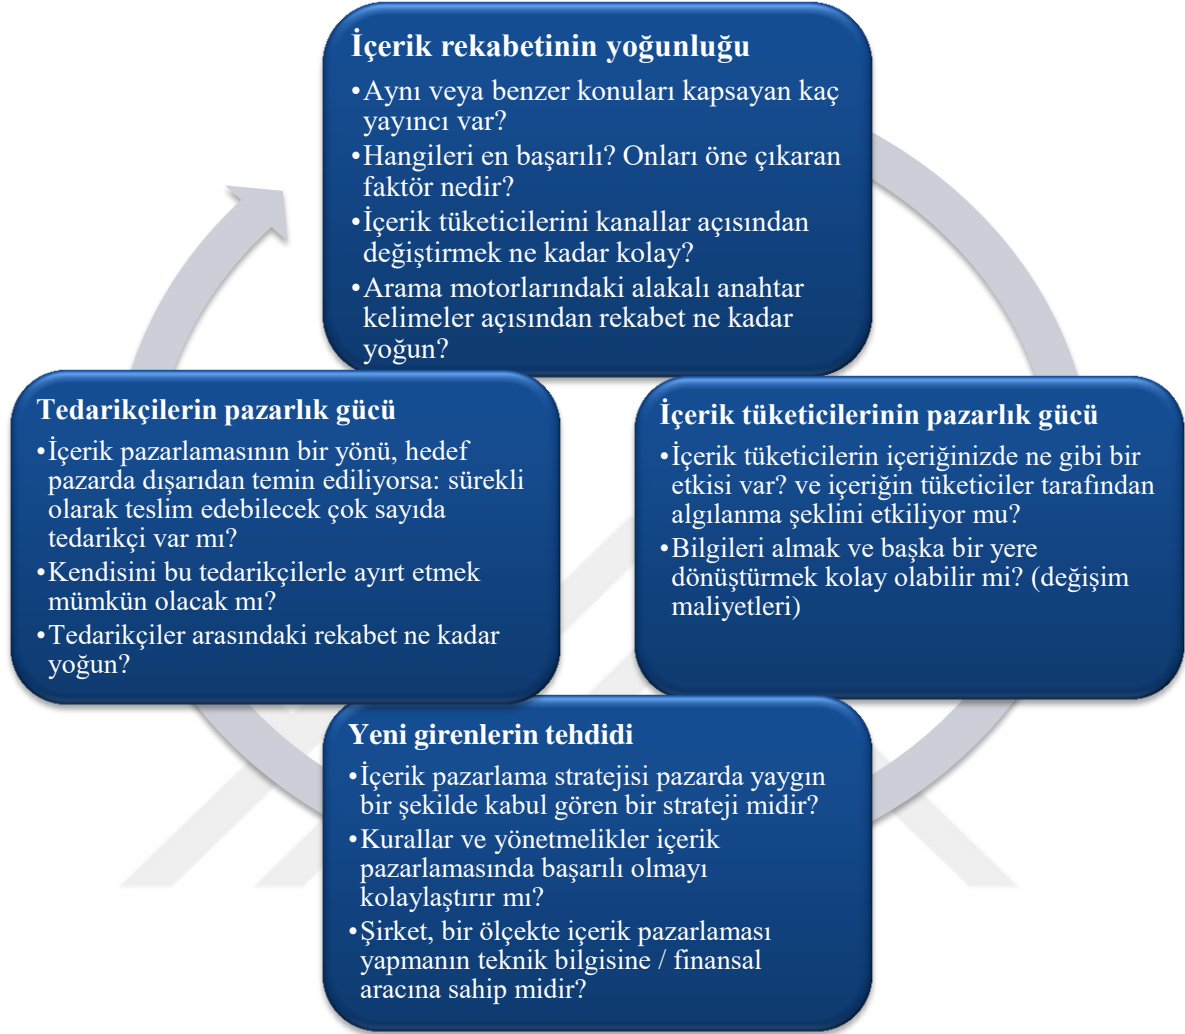 İçerik rekabetinin yoğunluğu
•Aynı veya benzer konuları kapsayan kaç
yayıncı var?
•Hangileri en başarılı? Onları öne çıkaran
faktör nedir?
•İçerik tüketicilerini kanallar açısından
değiştirmek ne kadar kolay?
•Arama motorlarındaki alakalı anahtar
kelimeler açısından rekabet ne kadar
yoğun?
Tedarikçilerin pazarlık gücü
•İçerik pazarlamasının bir yönü, hedef
pazarda dışarıdan temin ediliyorsa: sürekli
olarak teslim edebilecek çok sayıda
tedarikçi var mı?
•Kendisini bu tedarikçilerle ayırt etmek
mümkün olacak mı?
•Tedarikçiler arasındaki rekabet ne kadar
yoğun?
İçerik tüketicilerinin pazarlık gücü
•İçerik tüketicilerin içeriğinizde ne gibi bir
etkisi var? ve içeriğin tüketiciler tarafından
algılanma şeklini etkiliyor mu?
•Bilgileri almak ve başka bir yere
dönüştürmek kolay olabilir mi? (değişim
maliyetleri)
Yeni girenlerin tehdidi
•İçerik pazarlama stratejisi pazarda yaygın
bir şekilde kabul gören bir strateji midir?
•Kurallar ve yönetmelikler içerik
pazarlamasında başarılı olmayı
kolaylaştırır mı?
•Şirket, bir ölçekte içerik pazarlaması
yapmanın teknik bilgisine / finansal
aracına sahip midir?